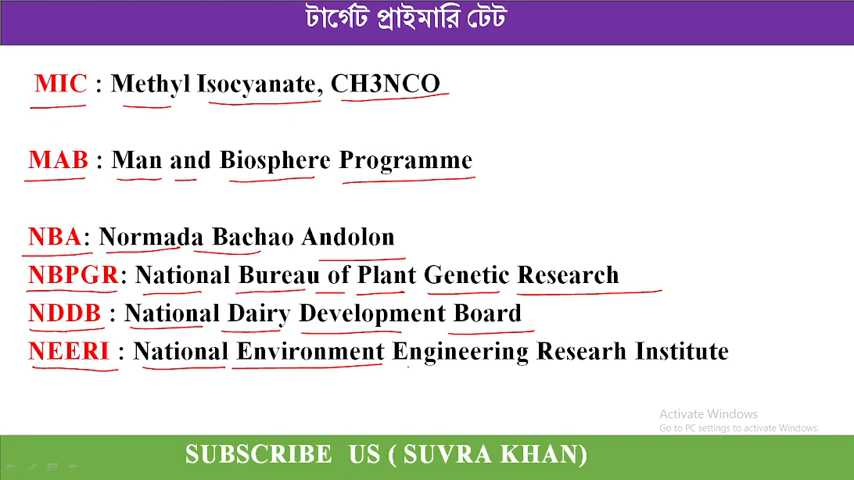 টার্গেট প্রাইমারি টেট
MIC : Methyl Isocyanate, CH3NCO
MAB : Man and Biosphere Programme
NBA: Normada Bachao Andolon
NBPGR: National Bureau of Plant Genetic Research
NDDB : National Dairy Development Board
NEERI : National Environment Engineering Researh Institute
Activate Windows
Go to PC settings to activate Windows.
SUBSCRIBE US ( SUVRA KHAN)